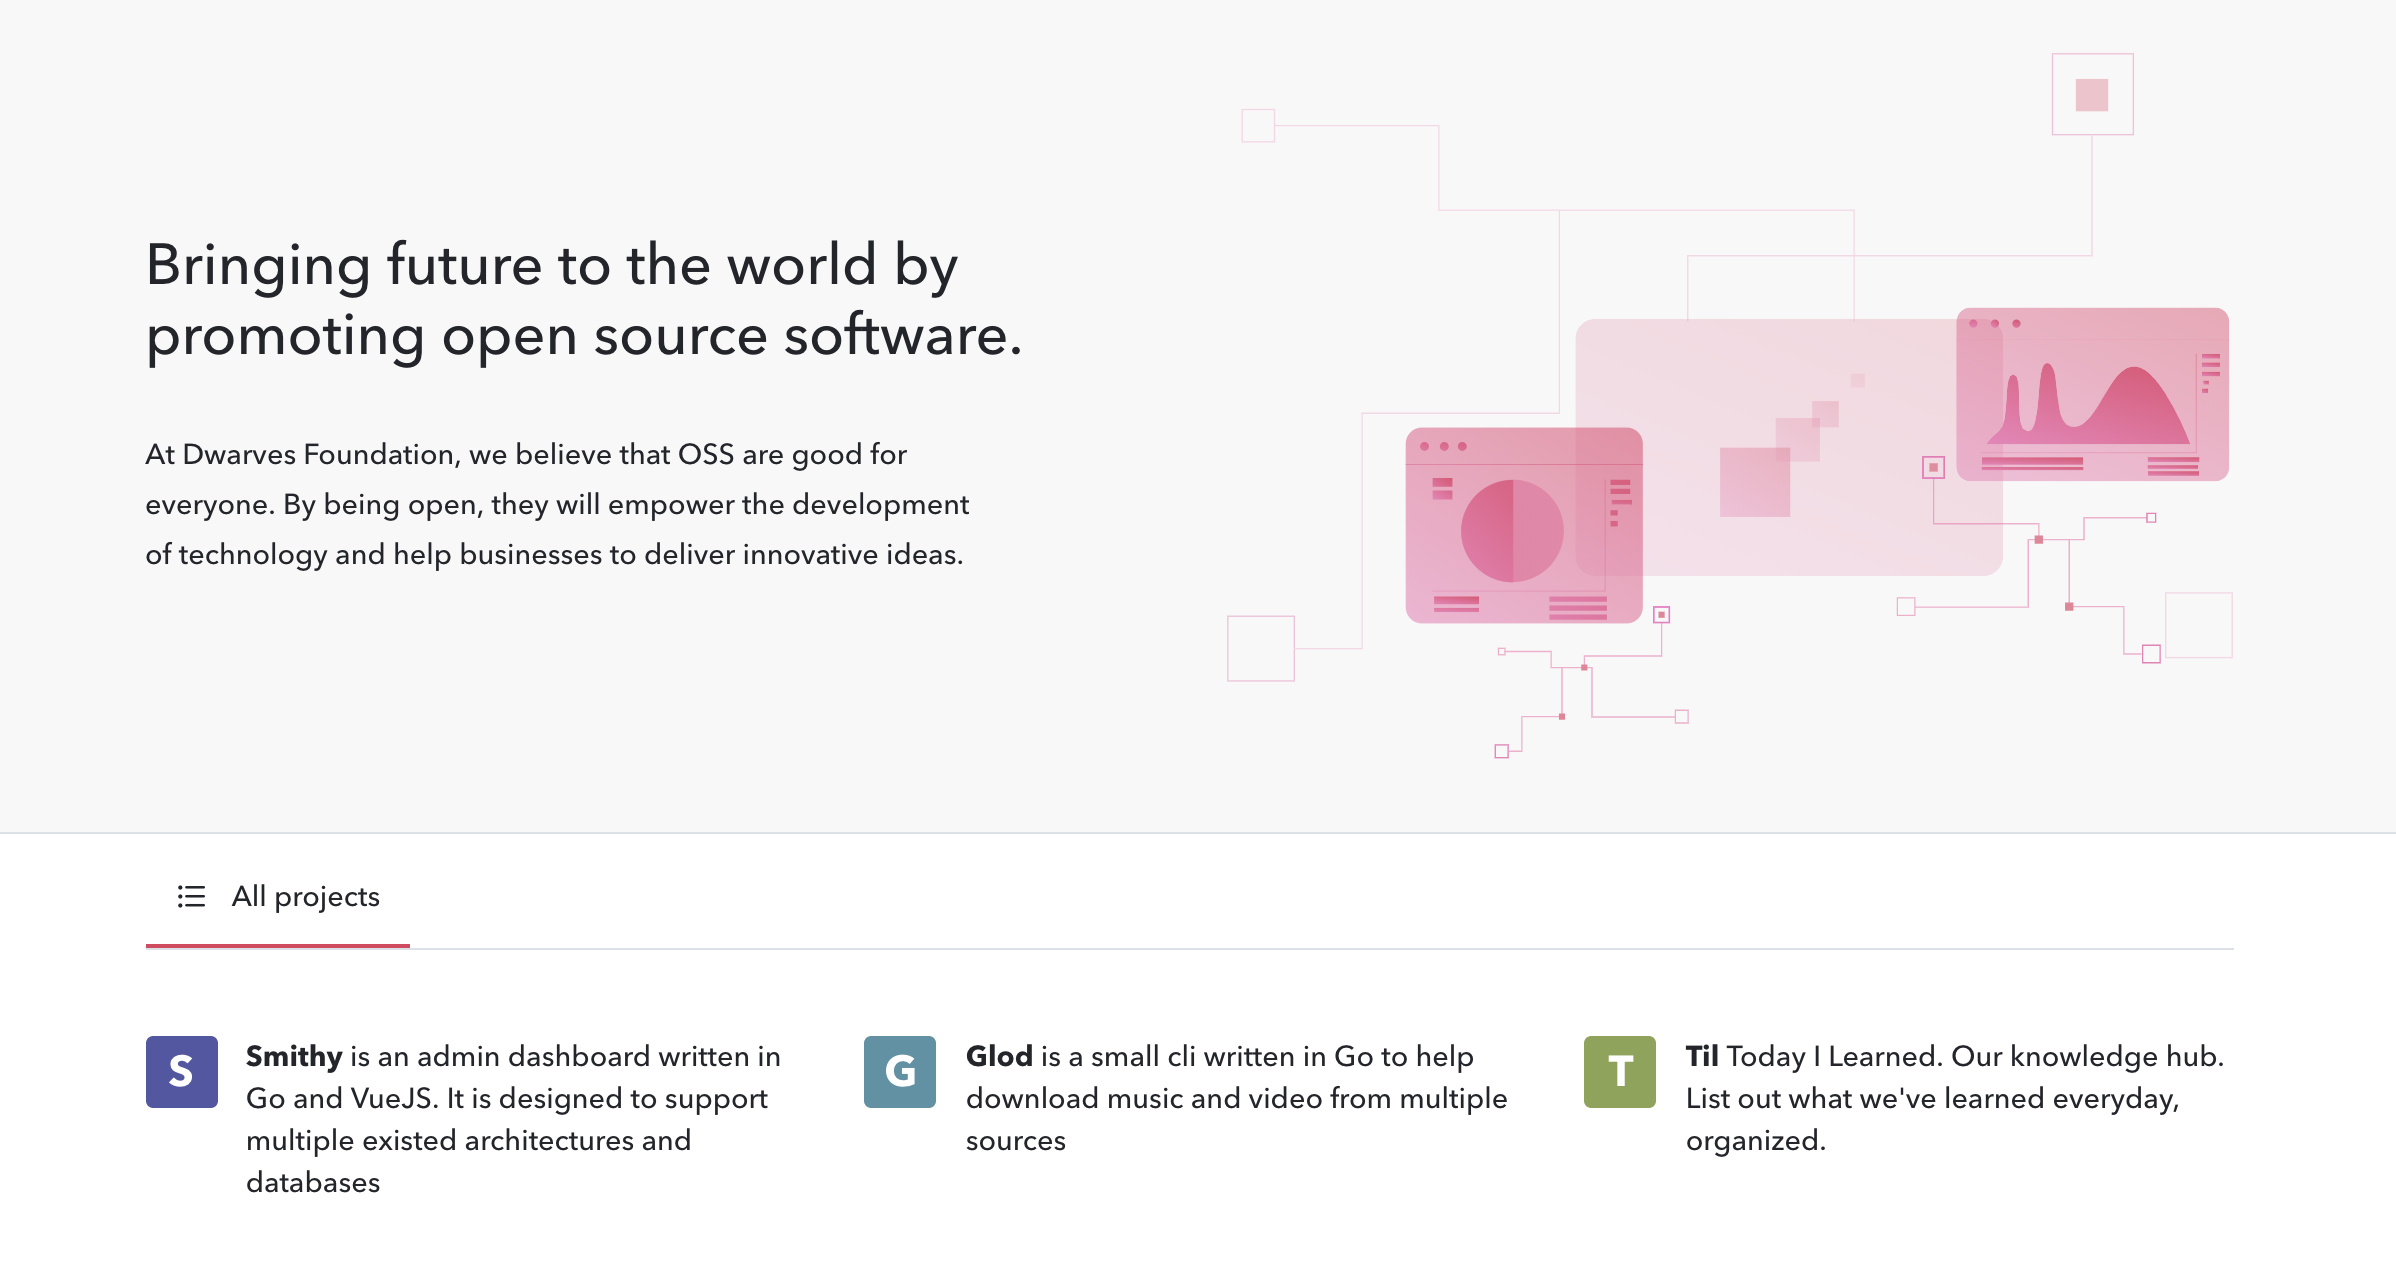 Bringing future to the world by
promoting open source software.
At Dwarves Foundation, we believe that OSS are good for
everyone. By being open, they will empower the development
of technology and help businesses to deliver innovative ideas.
All projects
S
Smithy is an admin dashboard written in
Go and VueJS. It is designed to support
multiple existed architectures and
databases
G
Glod is a small cli written in Go to help
download music and video from multiple
sources
T
Til Today I Learned. Our knowledge hub.
List out what we've learned everyday,
organized.